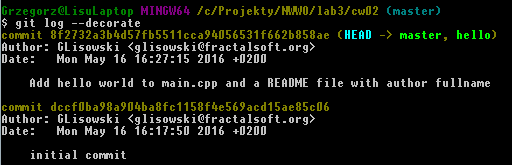 Grzegorz@LisuLaptop MINGW64 /c/Projekty/NWWO/lab3/cw02 (master)
$ git log --decorate
commit 8f2732a3b4d57fb5511cca94056531f662b858ae (HEAD -> master, hello)
Author: GLisowski <glisowski@fractalsoft.org>
Date:   Mon May 16 16:27:15 2016 +0200
    Add hello world to main.cpp and a README file with author fullname
commit dccf0ba98a904ba8fc1158f4e569acd15ae85c06
Author: GLisowski <glisowski@fractalsoft.org>
Date:   Mon May 16 16:17:50 2016 +0200
    initial commit